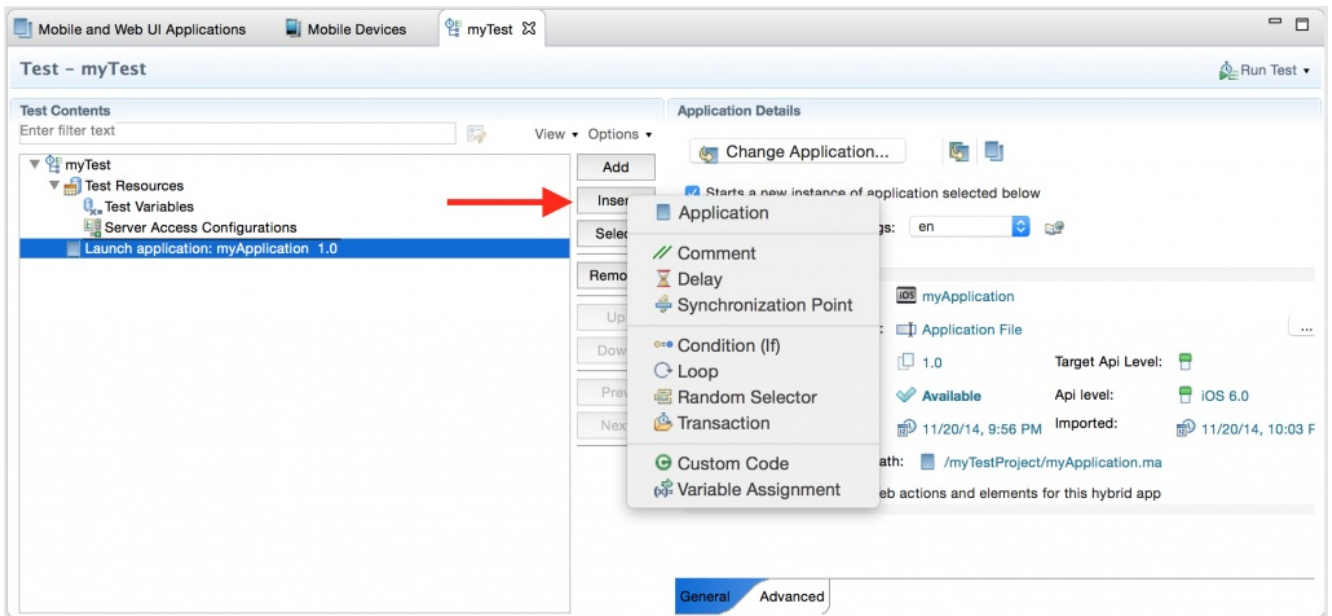 Mobile and Web UI Applications Mobile Devices myTest
Test - myTest Run Test
Test Contents
Enter filter text View Options
myTest
Test Resources
Test Variables
Server Access Configurations
Launch application: myApplication 1.0
Add
Inser
Selec
Remo
Up
Dow
Prev
Nex
Application
Comment
Delay
Synchronization Point
Condition (If)
Loop
Random Selector
Transaction
Custom Code
Variable Assignment
Application Details
Change Application...
Starts a new instance of application selected below
gs: en
iOS myApplication
: Application File ...
1.0 Target Api Level:
Available Api level: iOS 6.0
11/20/14, 9:56 PM Imported: 11/20/14, 10:03 P
ath: /myTestProject/myApplication.ma
eb actions and elements for this hybrid app
General Advanced